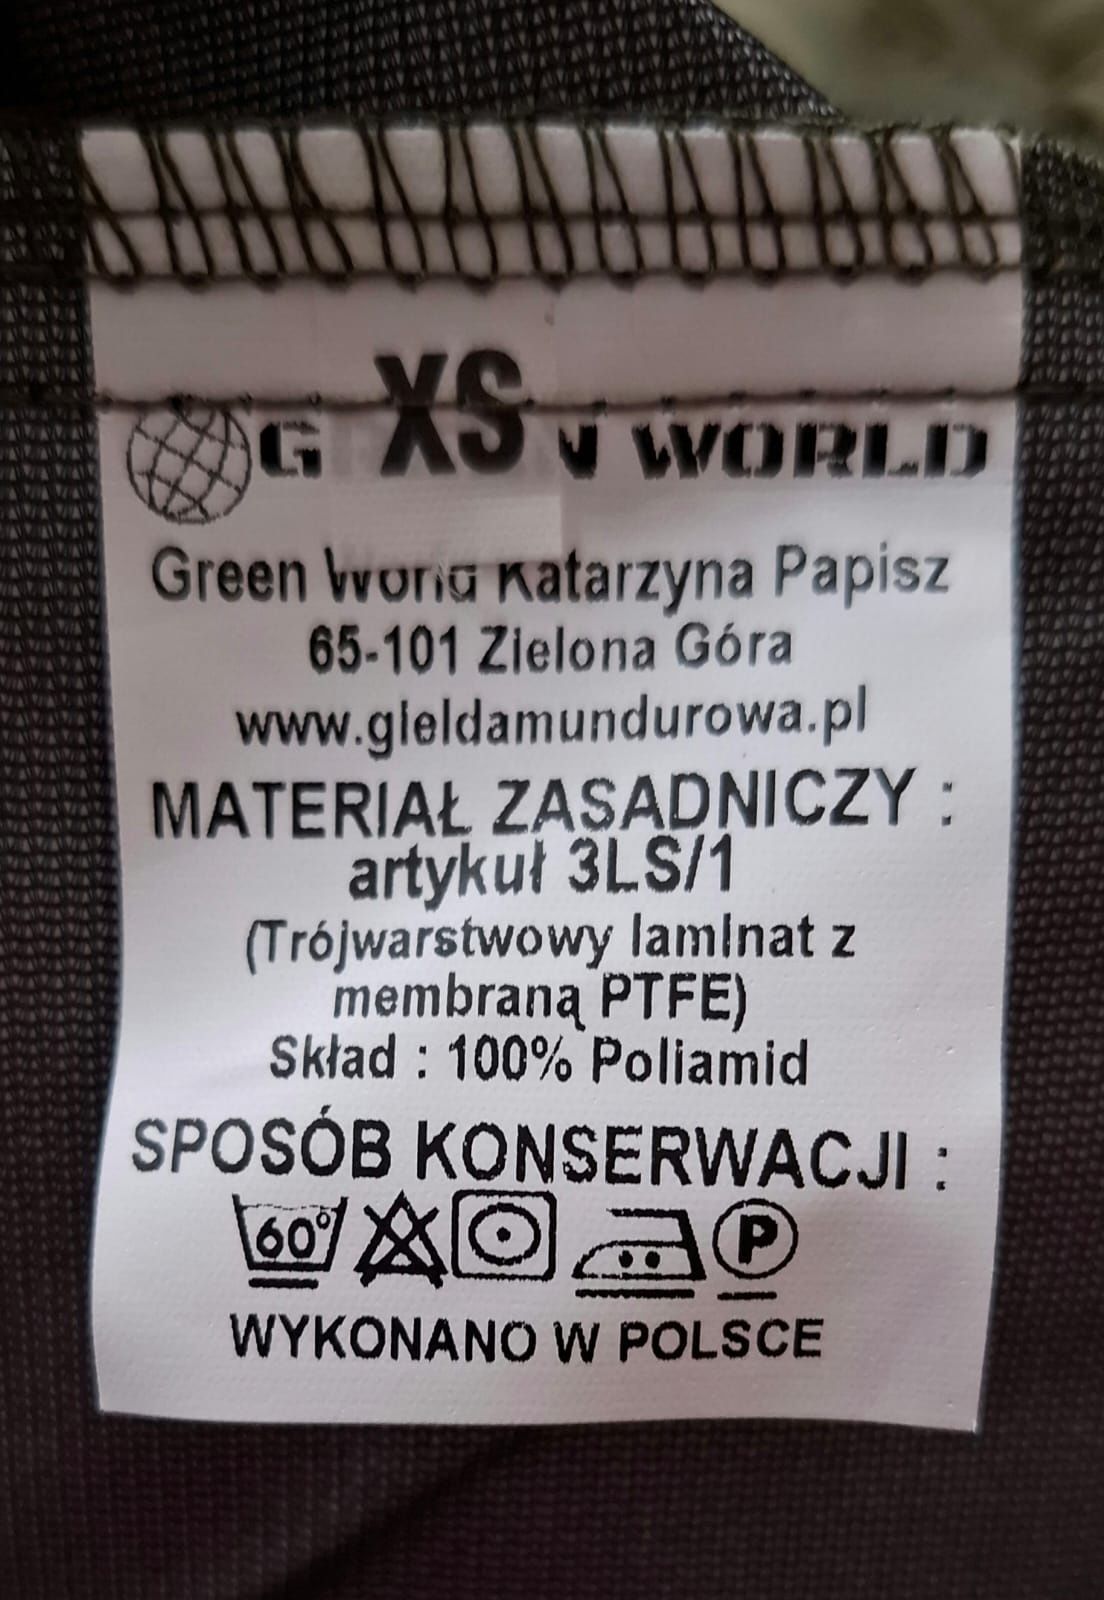 XS
G N WORLD
Green World Katarzyna Papisz
65-101 Zielona Góra
www.gieldamundurowa.pl
MATERIAŁ ZASADNICZY :
artykuł 3LS/1
(Trójwarstwowy laminat z
membraną PTFE)
Skład : 100% Poliamid
SPOSÓB KONSERWACJI :
60° P
WYKONANO W POLSCE